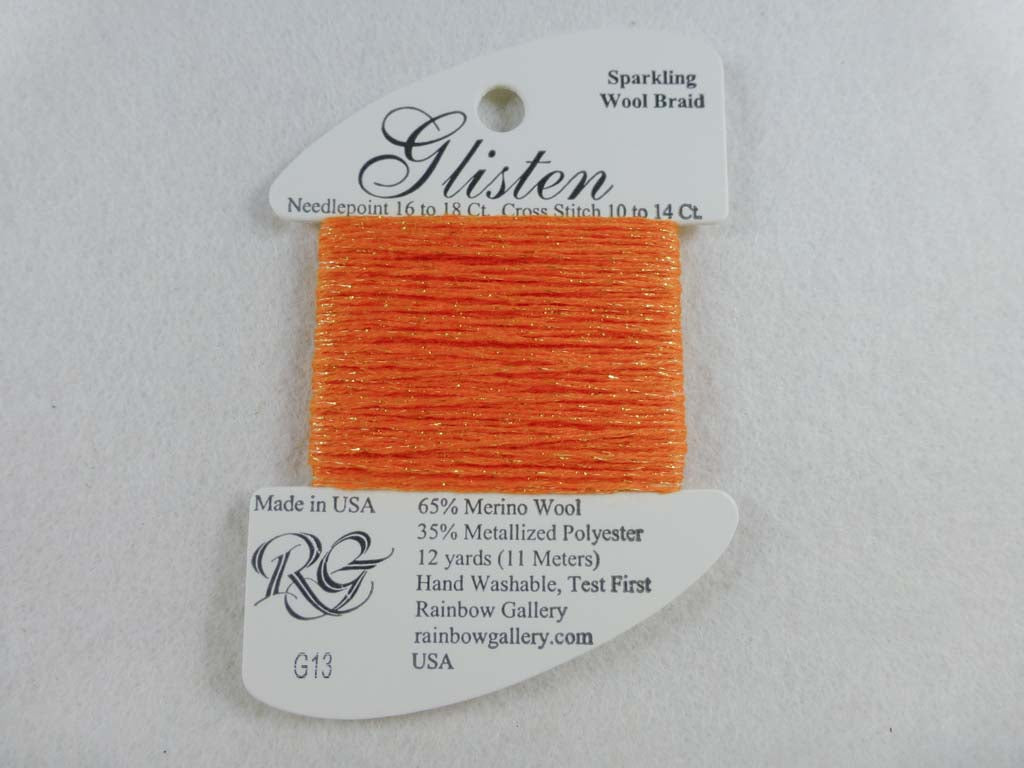 Sparkling
Wool Braid
Glisten
Needlepoint 16 to 18 Ct. Cross Stitch 10 to 14 Ct.
Made in USA
RG
G13
65% Merino Wool
35% Metallized Polyester
12 yards (11 Meters)
Hand Washable, Test First
Rainbow Gallery
rainbowgallery.com
USA